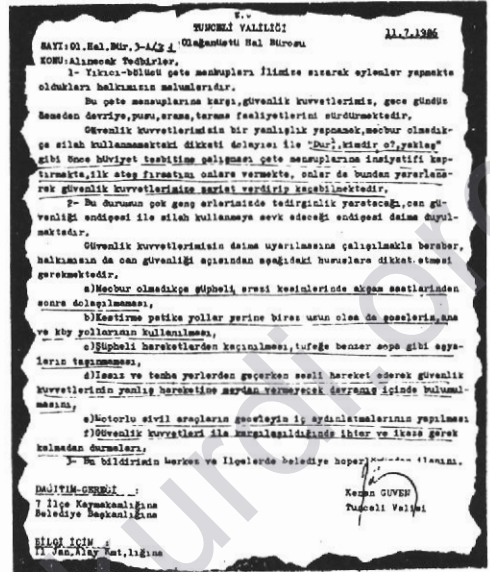 T.C.
TUNCELİ VALİLİĞİ
11.7.1986
Olağanüstü Hal Bürosu
SAYI:01.Hal.Bür.3-A/
KONU:Alınacak Tedbirler.
1- Yıkıcı-bölücü çete mensupları İlimize sızarak eylemler yapmakta
oldukları halkımızın malumlarıdır.
Bu çete mensuplarına karşı,güvenlik kuvvetlerimiz, gece gündüz
demeden devriye,pusu,arama,tarama faaliyetlerini sürdürmektedir.
Güvenlik kuvvetlerimizin bir yanlışlık yapmamak,mecbur olmadık-
ça silah kullanmamaktaki dikkati dolayısı ile "Dur!,kimdir o?,yaklaş"
gibi önce hüviyet tesbitine çalışması çete mensuplarına insiyatifi kap-
tırmakta,ilk ateş fırsatını onlara vermekte, onlar da bundan yararlana-
rak güvenlik kuvvetlerimize zayiat verdirip kaçabilmektedir.
2- Bu durumun çok genç erlerimizde tedirginlik yaratacağı,can gü-
venliği endişesi ile silah kullanmaya sevk edeceği endişesi daima duyul-
maktadır.
Güvenlik kuvvetlerimizin daima uyarılmasına çalışılmakla beraber,
halkımızın da can güvenliği açısından aşağıdaki hususlara dikkat etmesi
gerekmektedir.
a)Mecbur olmadıkça şüpheli, arazi kesimlerinde akşam saatlarinden
sonra dolaşılmaması,
b)Kestirme patika yollar yerine biraz uzun olsa da şoselerin,ana
ve köy yollarının kullanılması,
c)Şüpheli hareketlerden kaçınılması,tüfeğe benzer sopa gibi eşya-
ların taşınmaması,
d)Issız ve tenha yerlerden geçerken sesli hareket ederek güvenlik
kuvvetlerinin yanlış hareketine meydan vermeyecek davranış içinde bulunul-
masını,
e)Motorlu sivil araçların geceleyin iç aydınlatmalarının yapılması
f)Güvenlik kuvvetleri ile karşılaşıldığında ihtar ve ikaza gerek
kalmadan durmaları,
3- Bu bildirimin Merkez ve İlçelerde belediye hoperlöründen ilanını.
DAĞITIM-GEREĞİ :
7 İlçe Kaymakamlığına
Belediye Başkanlığına
Kenan GÜVEN
Tunceli Valisi
BİLGİ İÇİN :
İl Jan.Alay Kmt.lığına